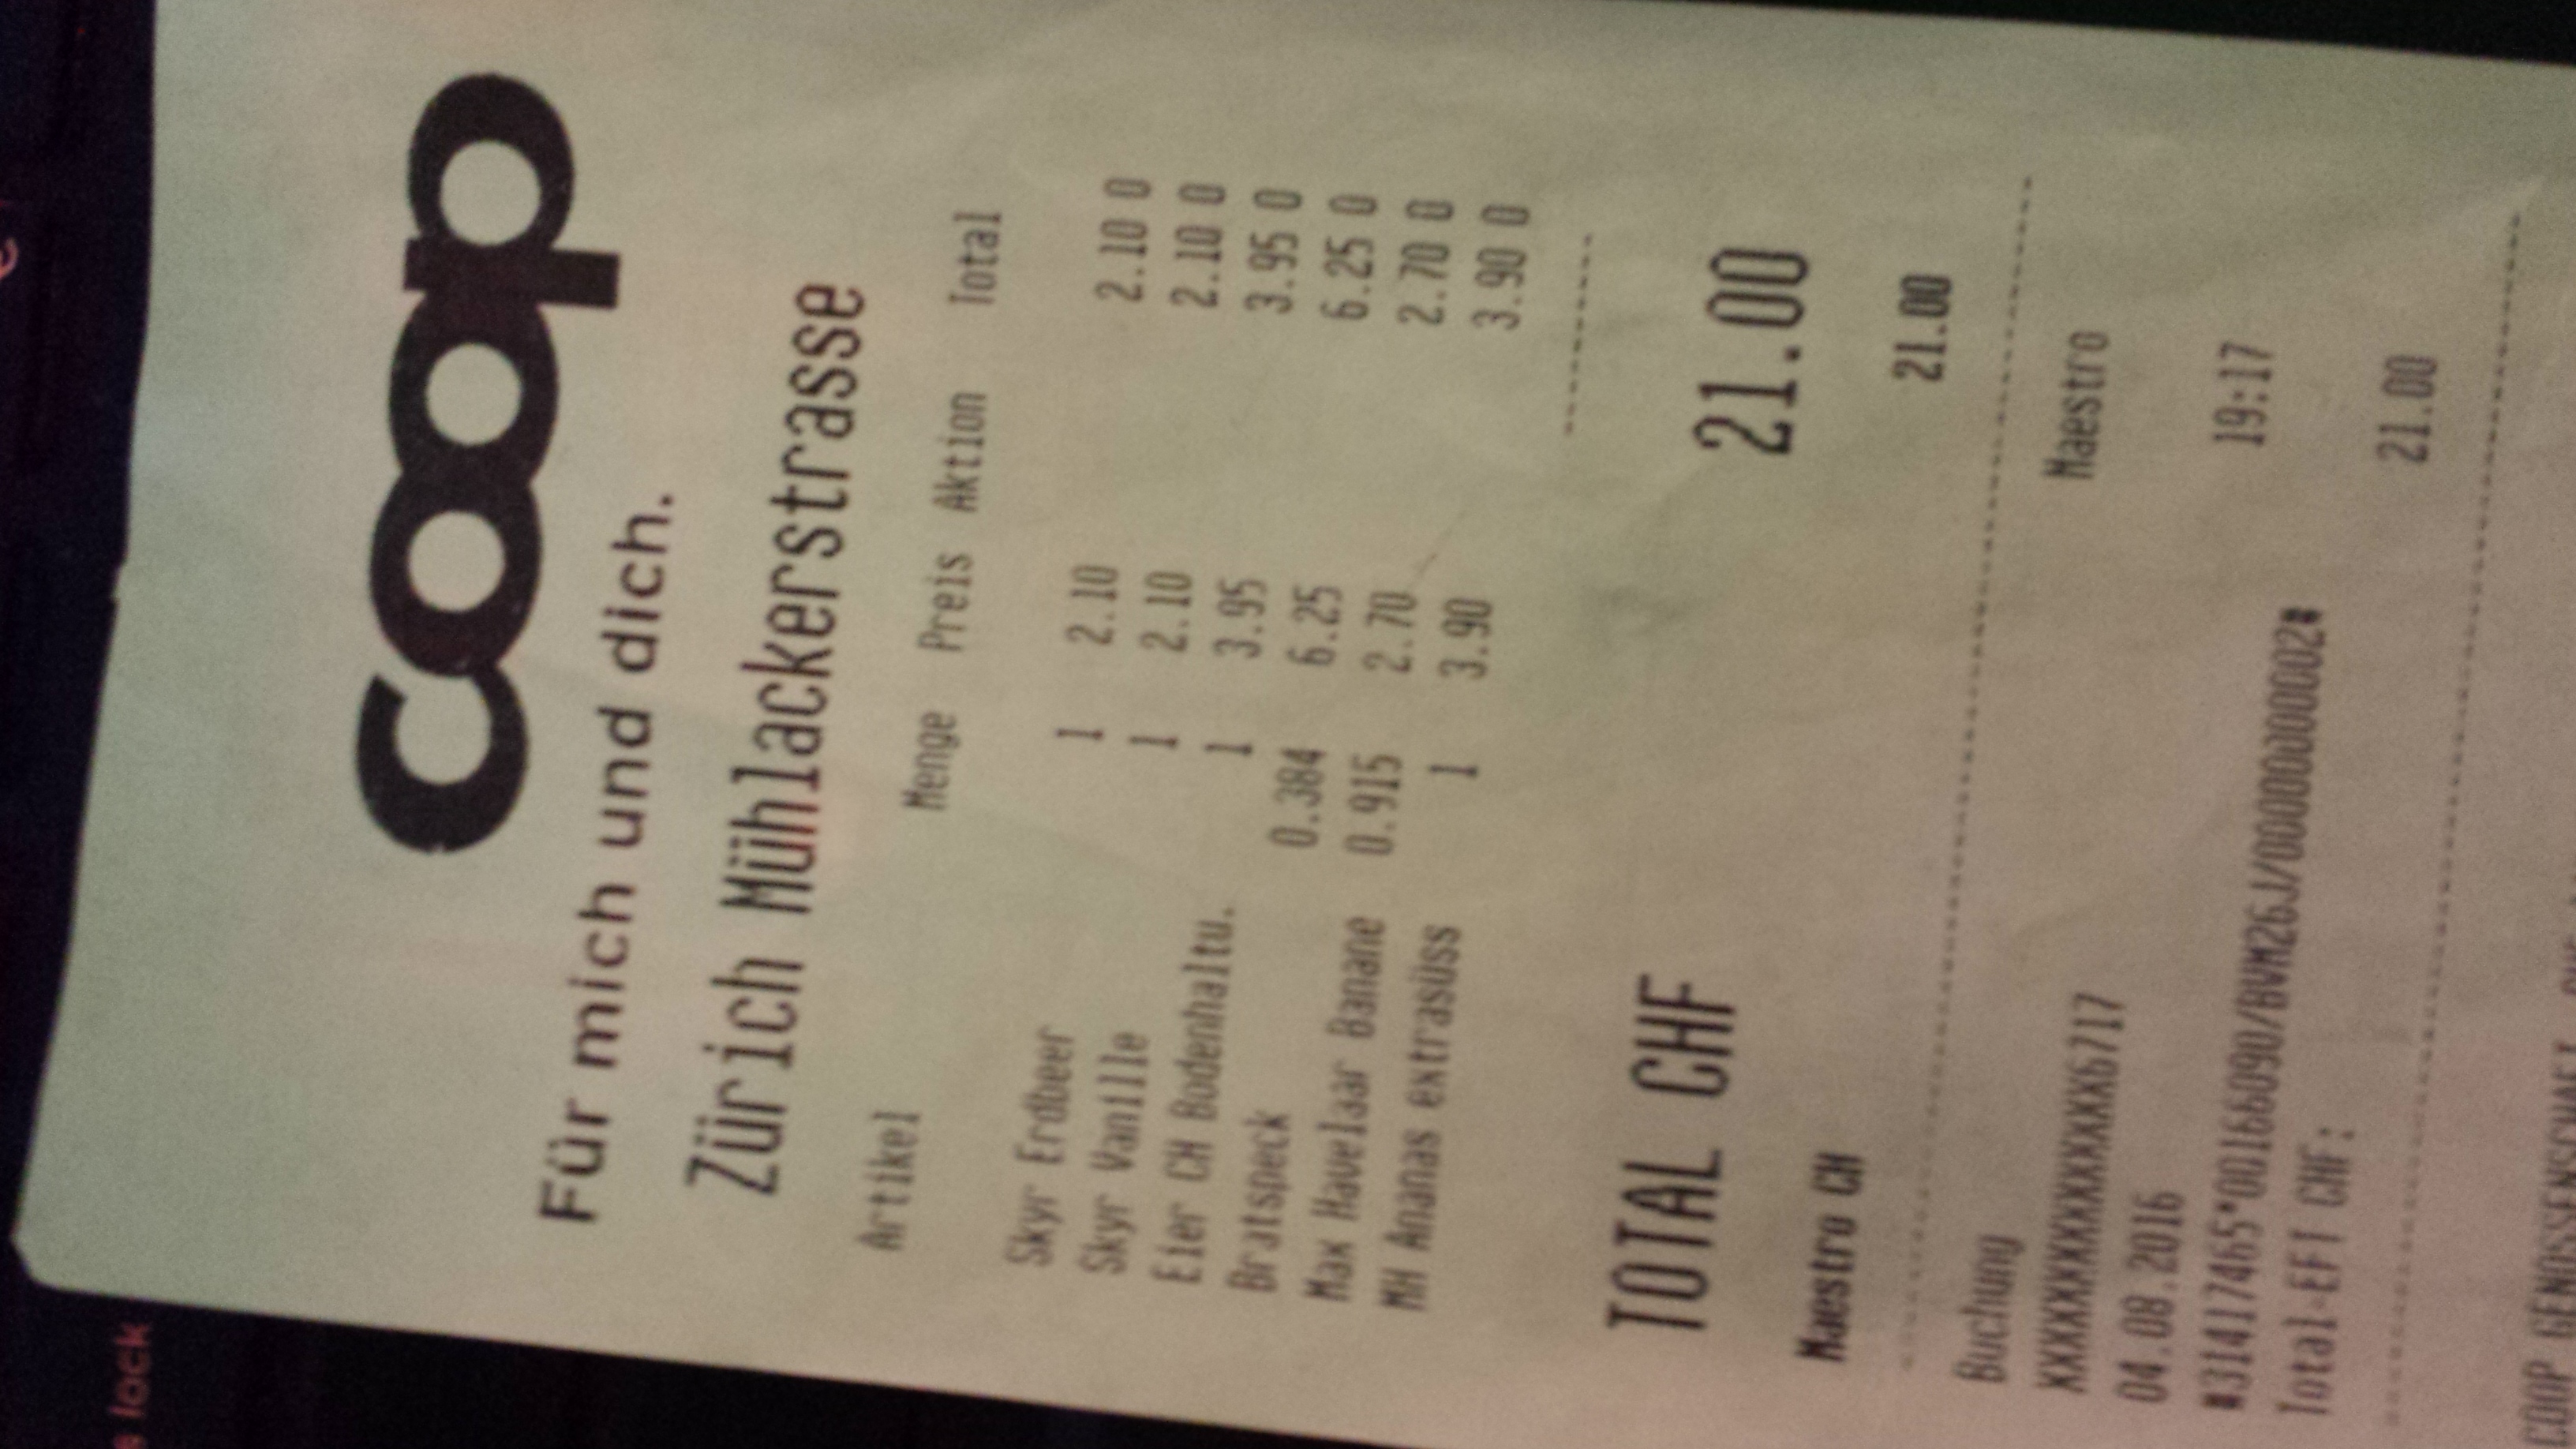 coop
Für mich und dich.
Zürich Mühlackerstrasse
Artikel Menge Preis Aktion Total
Skyr Erdbeer 1 2.10 2.10 0
Skyr Vanille 1 2.10 2.10 0
Eier CH Bodenhaltu. 1 3.95 3.95 0
Bratspeck 0.384 6.25 6.25 0
Max Havelaar Banane 0.915 2.70 2.70 0
MH Ananas extrasüss 1 3.90 3.90 0
TOTAL CHF 21.00
Maestro CH 21.00
Buchung Maestro
XXXXXXXXXXXXXXX6717
04.08.2016 19:17
#31417465*00166090/BVM26J/0000000000002#
Total-EFT CHF: 21.00
COOP GENOSSENSCHAFT
lock